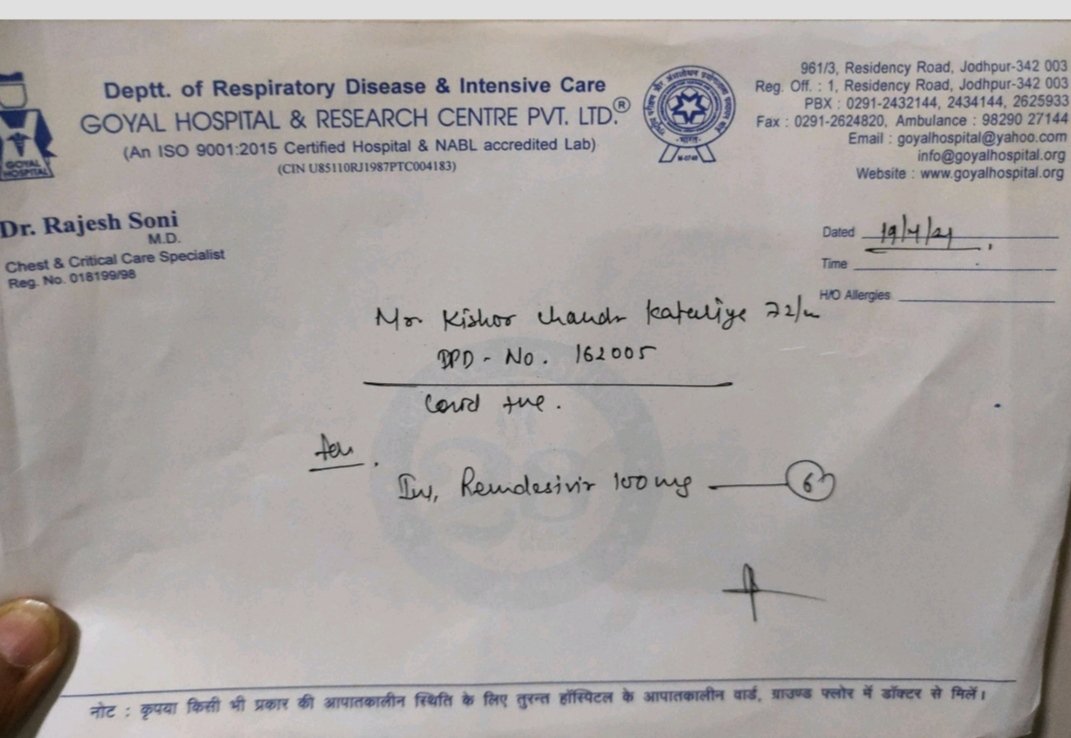 Deptt. of Respiratory Disease & Intensive Care
GOYAL HOSPITAL & RESEARCH CENTRE PVT. LTD.®
(An ISO 9001:2015 Certified Hospital & NABL accredited Lab)
(CIN U85110RJ1987PTC004183)
GOYAL
HOSPITAL
961/3, Residency Road, Jodhpur-342 003
Reg. Off. : 1, Residency Road, Jodhpur-342 003
PBX : 0291-2432144, 2434144, 2625933
Fax : 0291-2624820, Ambulance : 98290 27144
Email : goyalhospital@yahoo.com
info@goyalhospital.org
Website : www.goyalhospital.org
Dr. Rajesh Soni
M.D.
Chest & Critical Care Specialist
Reg. No. 018199/98
Dated 19/4/21
Time
H/O Allergies
Mr Kishor Chandr Kataliye 72/
No. 162005
Covid +ve.
Inj, Remdesivir 100 mg — 6
नोट : कृपया किसी भी प्रकार की आपातकालीन स्थिति के लिए तुरन्त हॉस्पिटल के आपातकालीन वार्ड, ग्राउण्ड फ्लोर में डॉक्टर से मिलें।